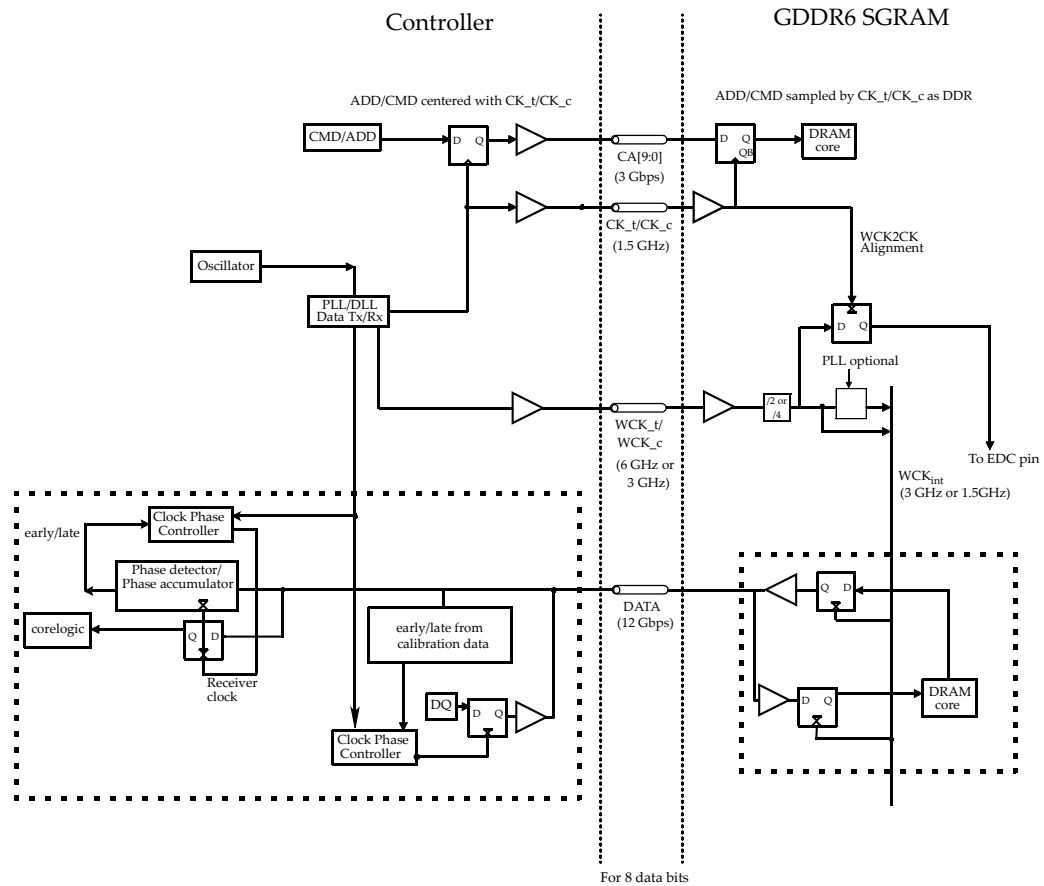 Controller
GDDR6 SGRAM
ADD/CMD centered with CK_t/CK_c
ADD/CMD sampled by CK_t/CK_c as DDR
CMD/ADD
D Q
D Q
QB
DRAM
core
CA[9:0]
(3 Gbps)
CK_t/CK_c
(1.5 GHz)
WCK2CK
Alignment
Oscillator
PLL/DLL
Data Tx/Rx
D Q
PLL optional
/2 or
/4
WCK_t/
WCK_c
(6 GHz or
3 GHz)
To EDC pin
WCKint
(3 GHz or 1.5GHz)
early/late
Clock Phase
Controller
Phase detector/
Phase accumulator
corelogic
Q D
Receiver
clock
early/late from
calibration data
DATA
(12 Gbps)
Q D
DQ
D Q
Clock Phase
Controller
D Q
DRAM
core
For 8 data bits